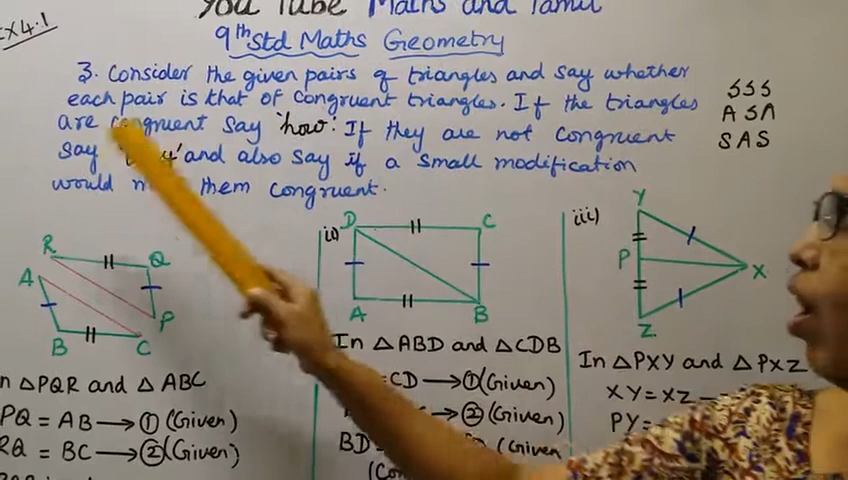 You Tube Maths and Tamil
Ex 4.1
9th Std Maths Geometry
3. Consider the given pairs of triangles and say whether
each pair is that of congruent triangles. If the triangles
are congruent say 'how'. If they are not congruent
say and also say if a small modification
would them congruent.
SSS
ASA
SAS
R
Q
A
P
B
C
ii)
D
C
A
B
iii)
Y
P
X
Z
In △PQR and △ABC
PQ = AB → ① (Given)
RQ = BC → ② (Given)
In △ABD and △CDB
= CD → ① (Given)
→ ② (Given)
BD = (Given
In △PXY and △PXZ
XY = XZ
PY =